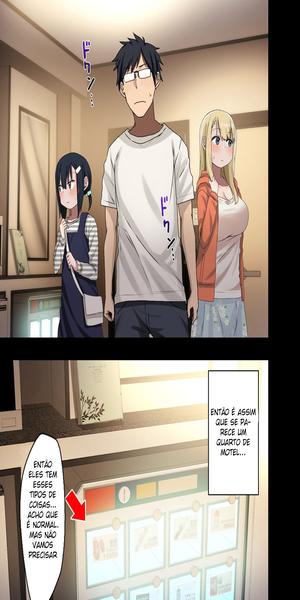 ドクン…
ドクン…
ENTÃO É ASSIM
QUE SE PA-
RECE UM
QUARTO DE
MOTEL...
ENTÃO
ELES TEM
ESSES
TIPOS DE
COISAS...
ACHO QUE É
NORMAL.
MAS NÃO
VAMOS
PRECISAR